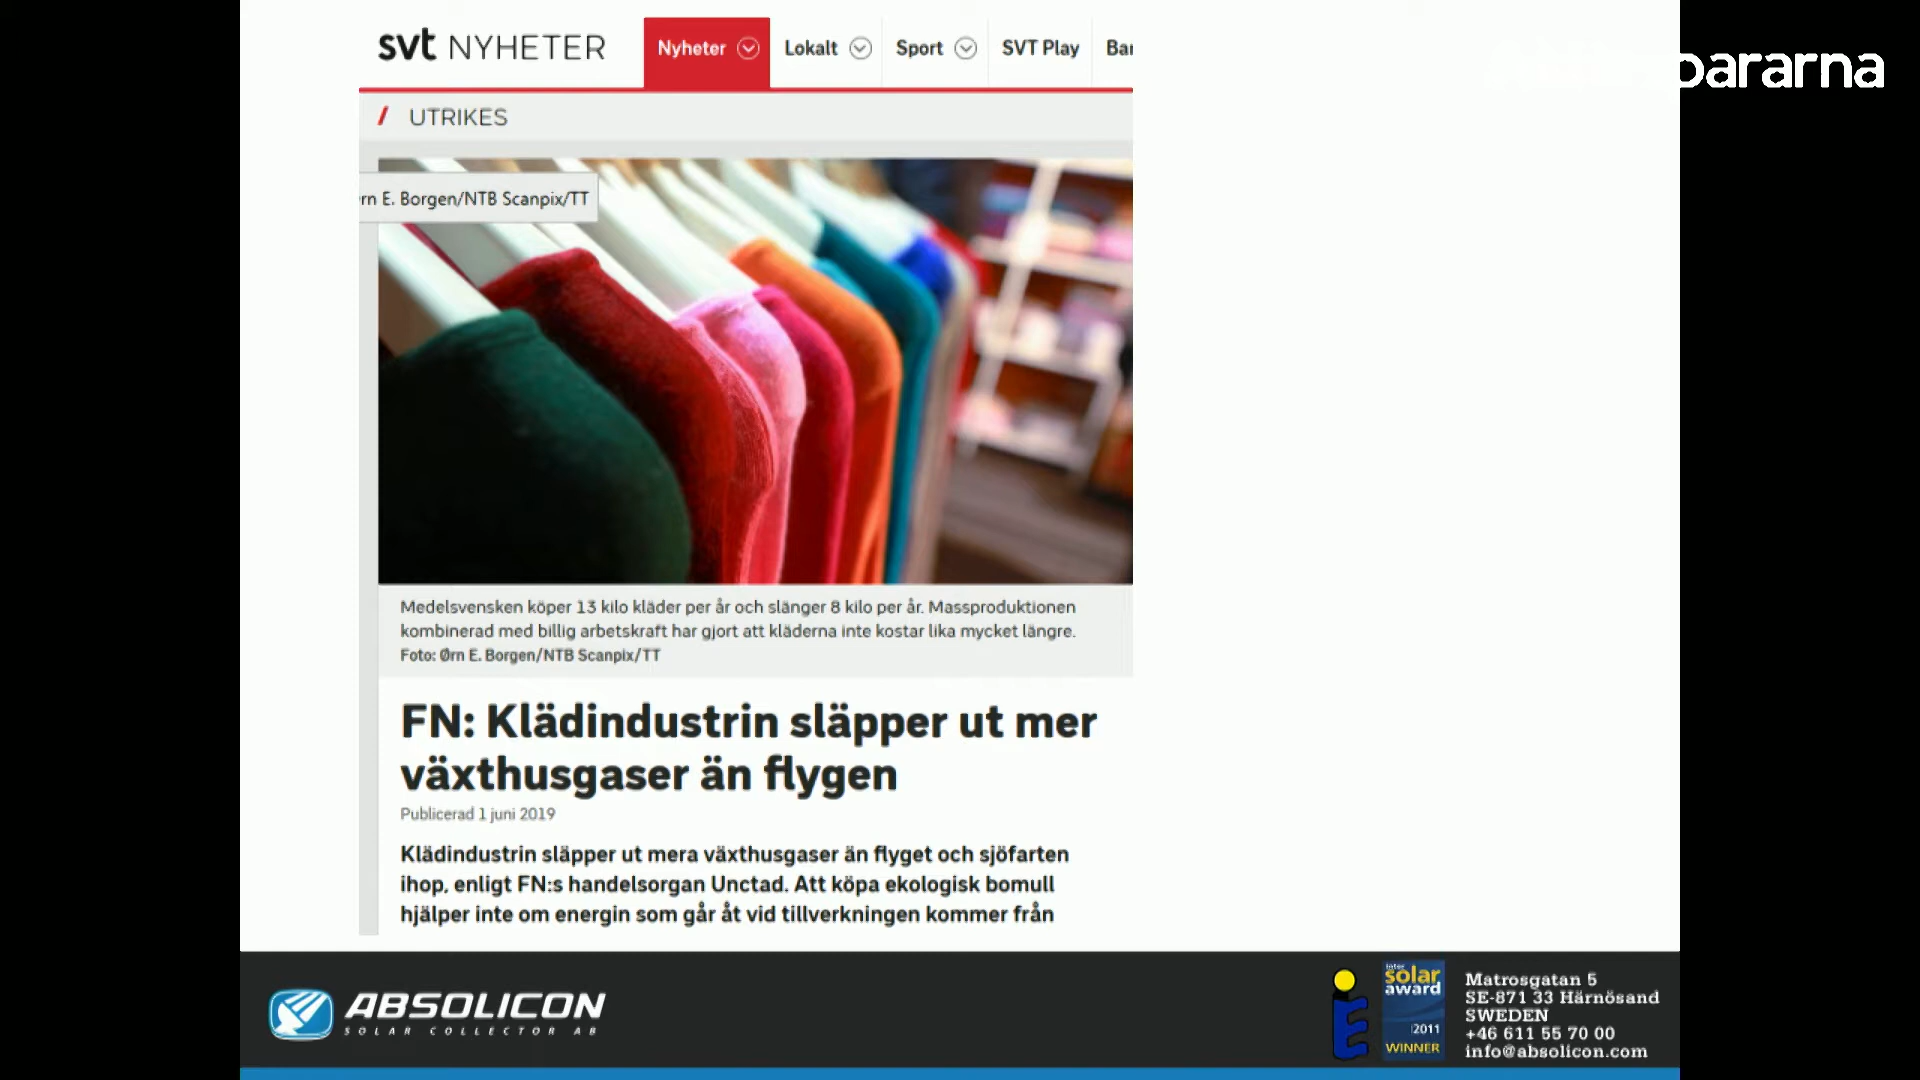 svt NYHETER
Nyheter
Lokalt
Sport
SVT Play
pararna
/ UTRIKES
rn E. Borgen/NTB Scanpix/TT
Medelsvensken köper 13 kilo kläder per år och slänger 8 kilo per år. Massproduktionen
kombinerad med billig arbetskraft har gjort att kläderna inte kostar lika mycket längre.
Foto: Ørn E. Borgen/NTB Scanpix/TT
FN: Klädindustrin släpper ut mer
växthusgaser än flygen
Publicerad 1 juni 2019
Klädindustrin släpper ut mera växthusgaser än flyget och sjöfarten
ihop, enligt FN:s handelsorgan Unctad. Att köpa ekologisk bomull
hjälper inte om energin som går åt vid tillverkningen kommer från
ABSOLICON
SOLAR COLLECTOR AB
inter
solar
award
2011
WINNER
Matrosgatan 5
SE-871 33 Härnösand
SWEDEN
+46 611 55 70 00
info@absolicon.com